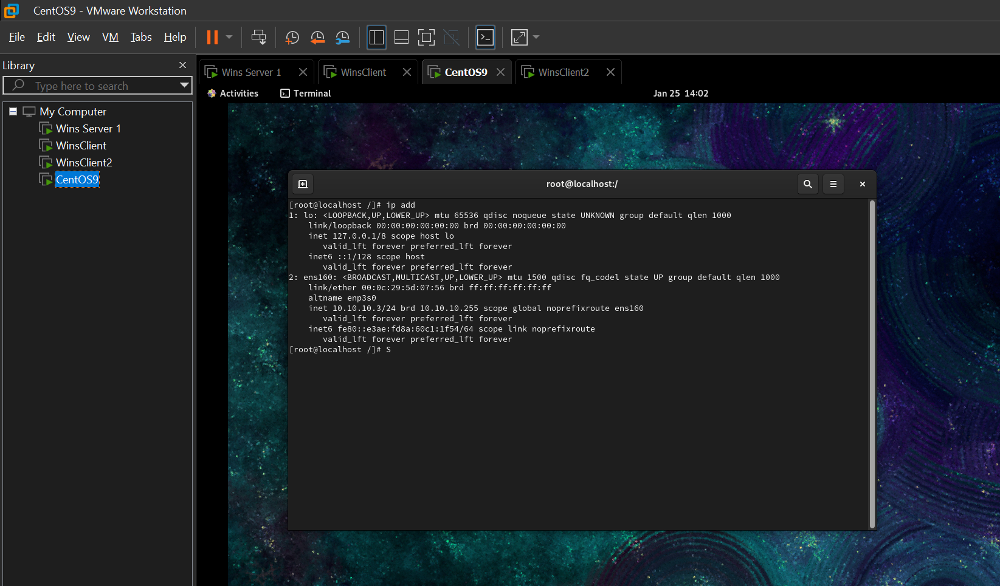 CentOS9 - VMware Workstation
File Edit View VM Tabs Help
Library
Type here to search
My Computer
Wins Server 1
WinsClient
WinsClient2
CentOS9
Wins Server 1 WinsClient CentOS9 WinsClient2
Activities Terminal Jan 25 14:02
root@localhost:/
[root@localhost /]# ip add
1: lo: <LOOPBACK,UP,LOWER_UP> mtu 65536 qdisc noqueue state UNKNOWN group default qlen 1000
link/loopback 00:00:00:00:00:00 brd 00:00:00:00:00:00
inet 127.0.0.1/8 scope host lo
valid_lft forever preferred_lft forever
inet6 ::1/128 scope host
valid_lft forever preferred_lft forever
2: ens160: <BROADCAST,MULTICAST,UP,LOWER_UP> mtu 1500 qdisc fq_codel state UP group default qlen 1000
link/ether 00:0c:29:5d:07:56 brd ff:ff:ff:ff:ff:ff
altname enp3s0
inet 10.10.10.3/24 brd 10.10.10.255 scope global noprefixroute ens160
valid_lft forever preferred_lft forever
inet6 fe80::e3ae:fd8a:60c1:1f54/64 scope link noprefixroute
valid_lft forever preferred_lft forever
[root@localhost /]# S